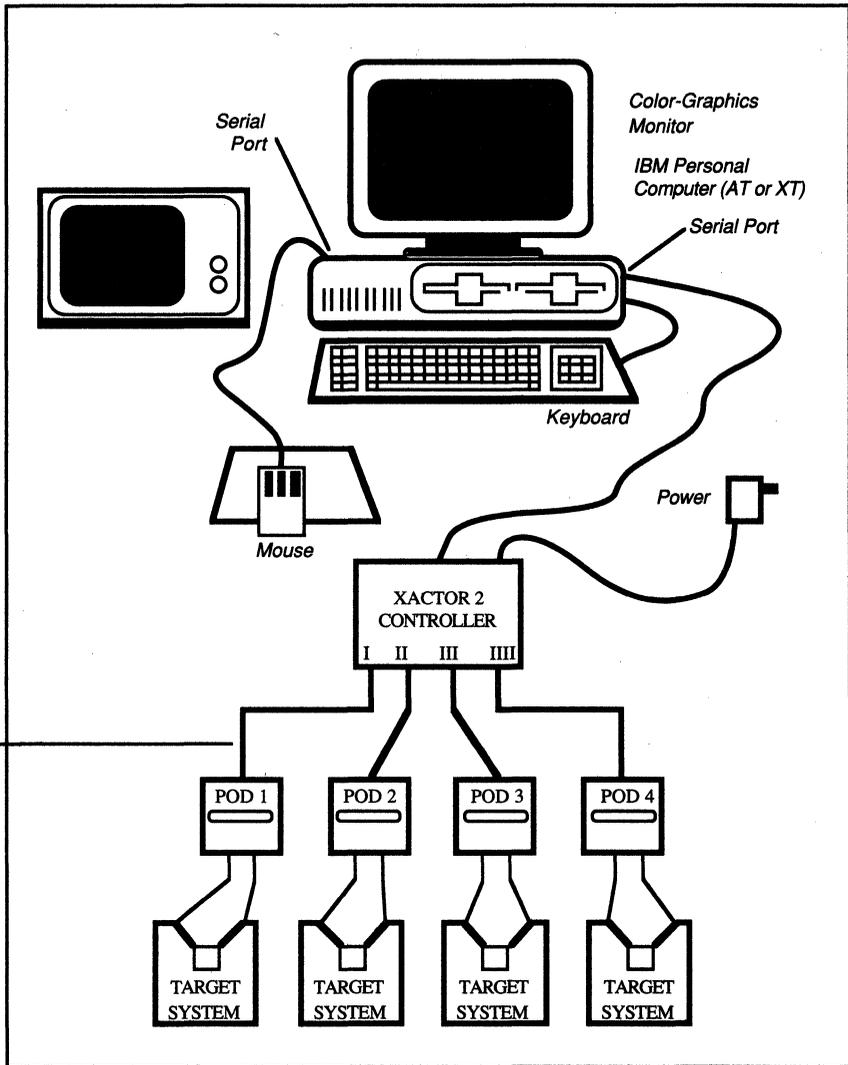 Color-Graphics
Monitor
Serial
Port
IBM Personal
Computer (AT or XT)
Serial Port
Keyboard
Power
Mouse
XACTOR 2
CONTROLLER
I II III IIII
POD 1 POD 2 POD 3 POD 4
TARGET TARGET TARGET TARGET
SYSTEM SYSTEM SYSTEM SYSTEM